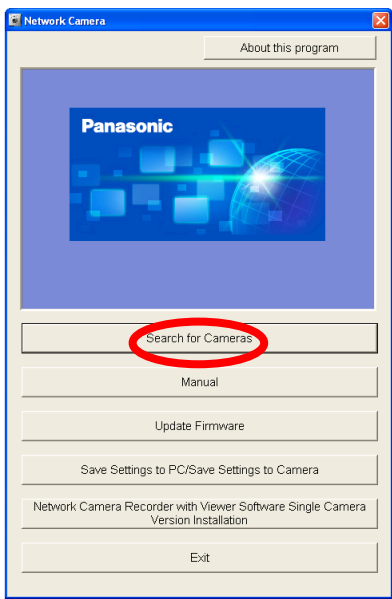 Network Camera
About this program
Panasonic
Search for Cameras
Manual
Update Firmware
Save Settings to PC/Save Settings to Camera
Network Camera Recorder with Viewer Software Single Camera
Version Installation
Exit